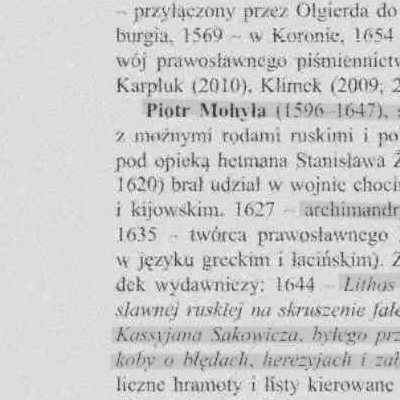 – przyłączony przez Olgierda do
burgia, 1569 – w Koronie, 1654
wój prawosławnego piśmiennictw
Karpluk (2010), Klimek (2009; 2
Piotr Mohyła (1596–1647), s
z możnymi rodami ruskimi i po
pod opieką hetmana Stanisława Ż
1620) brał udział w wojnie choci
i kijowskim. 1627 – archimandr
1635 – twórca prawosławnego
w języku greckim i łacińskim). Ż
dek wydawniczy: 1644 – Lithos
sławnéj ruskiéj na skruszenie fałe
Kassyjana Sakowicza, byłego prz
koby o błędach, herezyjach i zab
liczne hramoty i listy kierowane